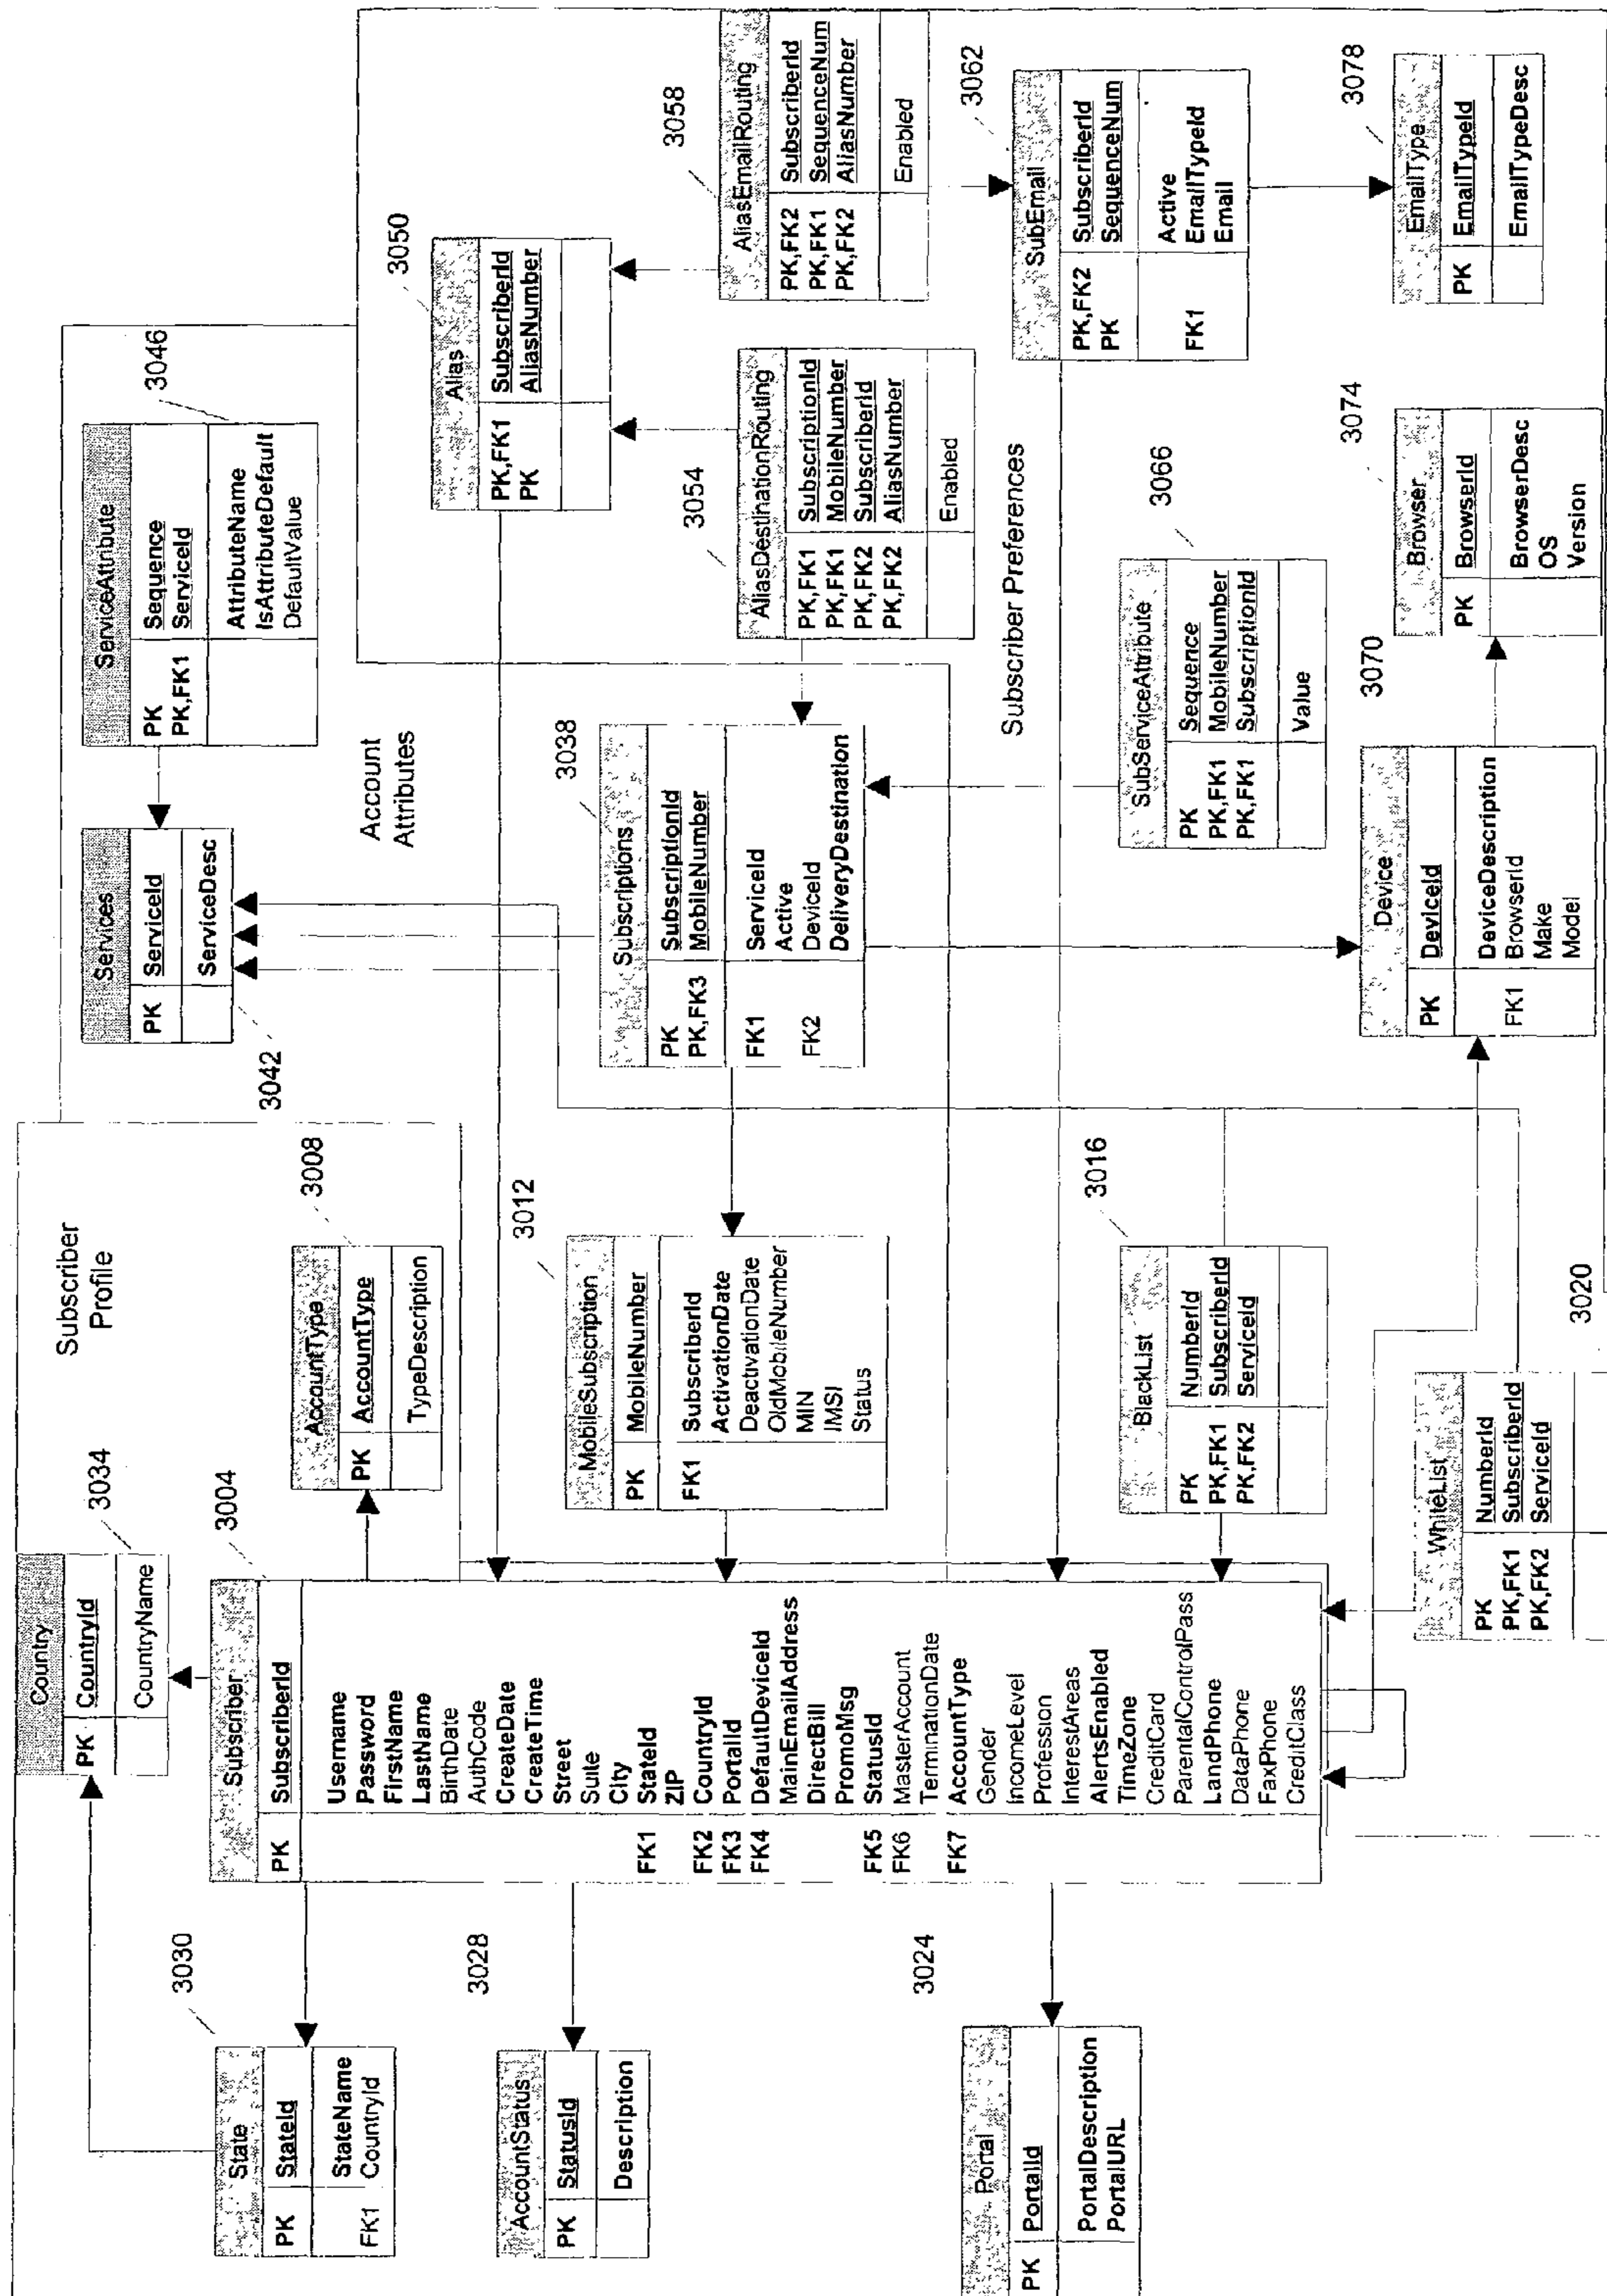 Subscriber
Profile
Country
PK CountryId
CountryName
3034
State
PK StateId
StateName
FK1 CountryId
3030
AccountStatus
PK StatusId
Description
3028
Portal
PK PortalId
PortalDescription
PortalURL
3024
Subscriber
PK SubscriberId
Username
Password
FirstName
LastName
BirthDate
AuthCode
CreateDate
CreateTime
Street
Suite
City
FK1 StateId
ZIP
FK2 CountryId
FK3 PortalId
FK4 DefaultDeviceId
MainEmailAddress
DirectBill
PromoMsg
FK5 StatusId
FK6 MasterAccount
TerminationDate
FK7 AccountType
Gender
IncomeLevel
Profession
InterestAreas
AlertsEnabled
TimeZone
CreditCard
ParentalControlPass
LandPhone
DataPhone
FaxPhone
CreditClass
3004
AccountType
PK AccountType
TypeDescription
3008
MobileSubscription
PK MobileNumber
FK1 SubscriberId
ActivationDate
DeactivationDate
OldMobileNumber
MIN
IMSI
Status
3012
BlackList
PK NumberId
PK,FK1 SubscriberId
PK,FK2 ServiceId
3016
WhiteList
PK NumberId
PK,FK1 SubscriberId
PK,FK2 ServiceId
3020
Account
Attributes
Services
PK ServiceId
ServiceDesc
3042
ServiceAttribute
PK Sequence
PK,FK1 ServiceId
AttributeName
IsAttributeDefault
DefaultValue
3046
Subscriptions
PK SubscriptionId
PK,FK3 MobileNumber
FK1 ServiceId
Active
FK2 DeviceId
DeliveryDestination
3038
Subscriber Preferences
Alias
PK,FK1 SubscriberId
PK AliasNumber
3050
AliasDestinationRouting
PK,FK1 SubscriptionId
PK,FK1 MobileNumber
PK,FK2 SubscriberId
PK,FK2 AliasNumber
Enabled
3054
AliasEmailRouting
PK,FK2 SubscriberId
PK,FK1 SequenceNum
PK,FK2 AliasNumber
Enabled
3058
SubEmail
PK,FK2 SubscriberId
PK SequenceNum
Active
FK1 EmailTypeId
Email
3062
SubServiceAttribute
PK Sequence
PK,FK1 MobileNumber
PK,FK1 SubscriptionId
Value
3066
Device
PK DeviceId
DeviceDescription
FK1 BrowserId
Make
Model
3070
Browser
PK BrowserId
BrowserDesc
OS
Version
3074
EmailType
PK EmailTypeId
EmailTypeDesc
3078